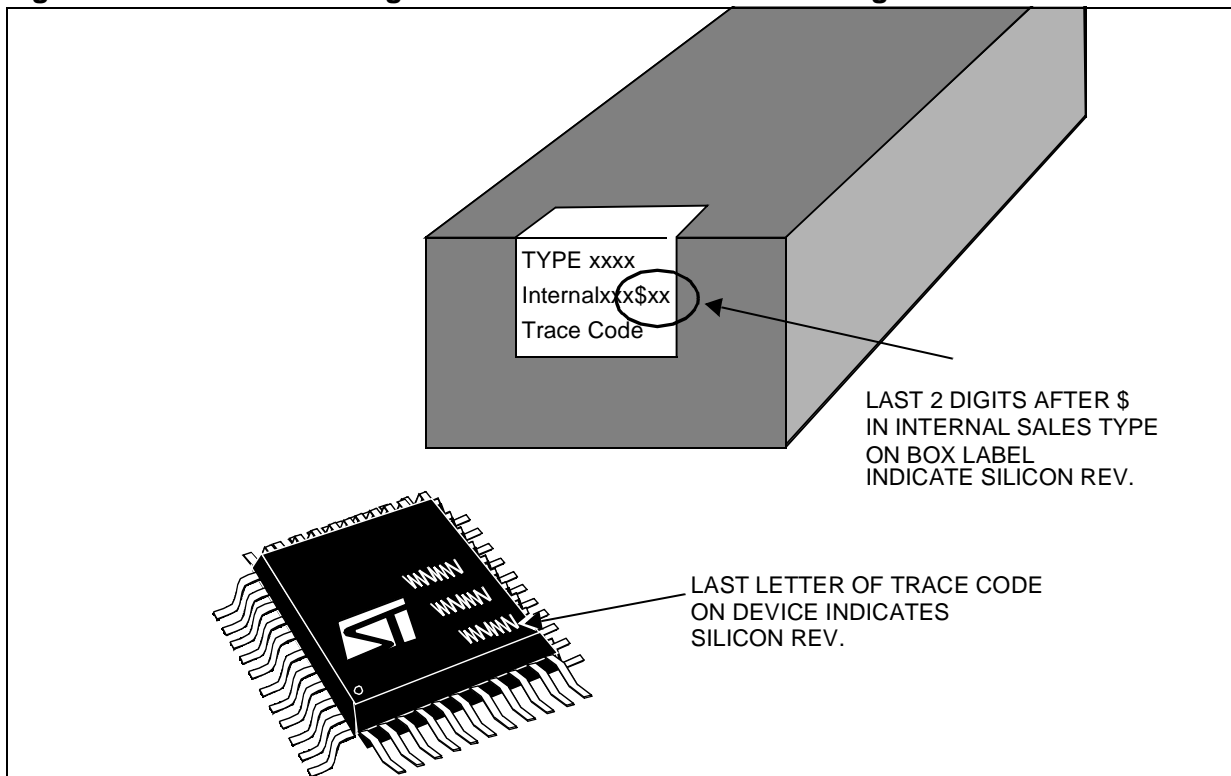 TYPE xxxx
Internalxxx$xx
Trace Code
LAST 2 DIGITS AFTER $
IN INTERNAL SALES TYPE
ON BOX LABEL
INDICATE SILICON REV.
LAST LETTER OF TRACE CODE
ON DEVICE INDICATES
SILICON REV.
ST